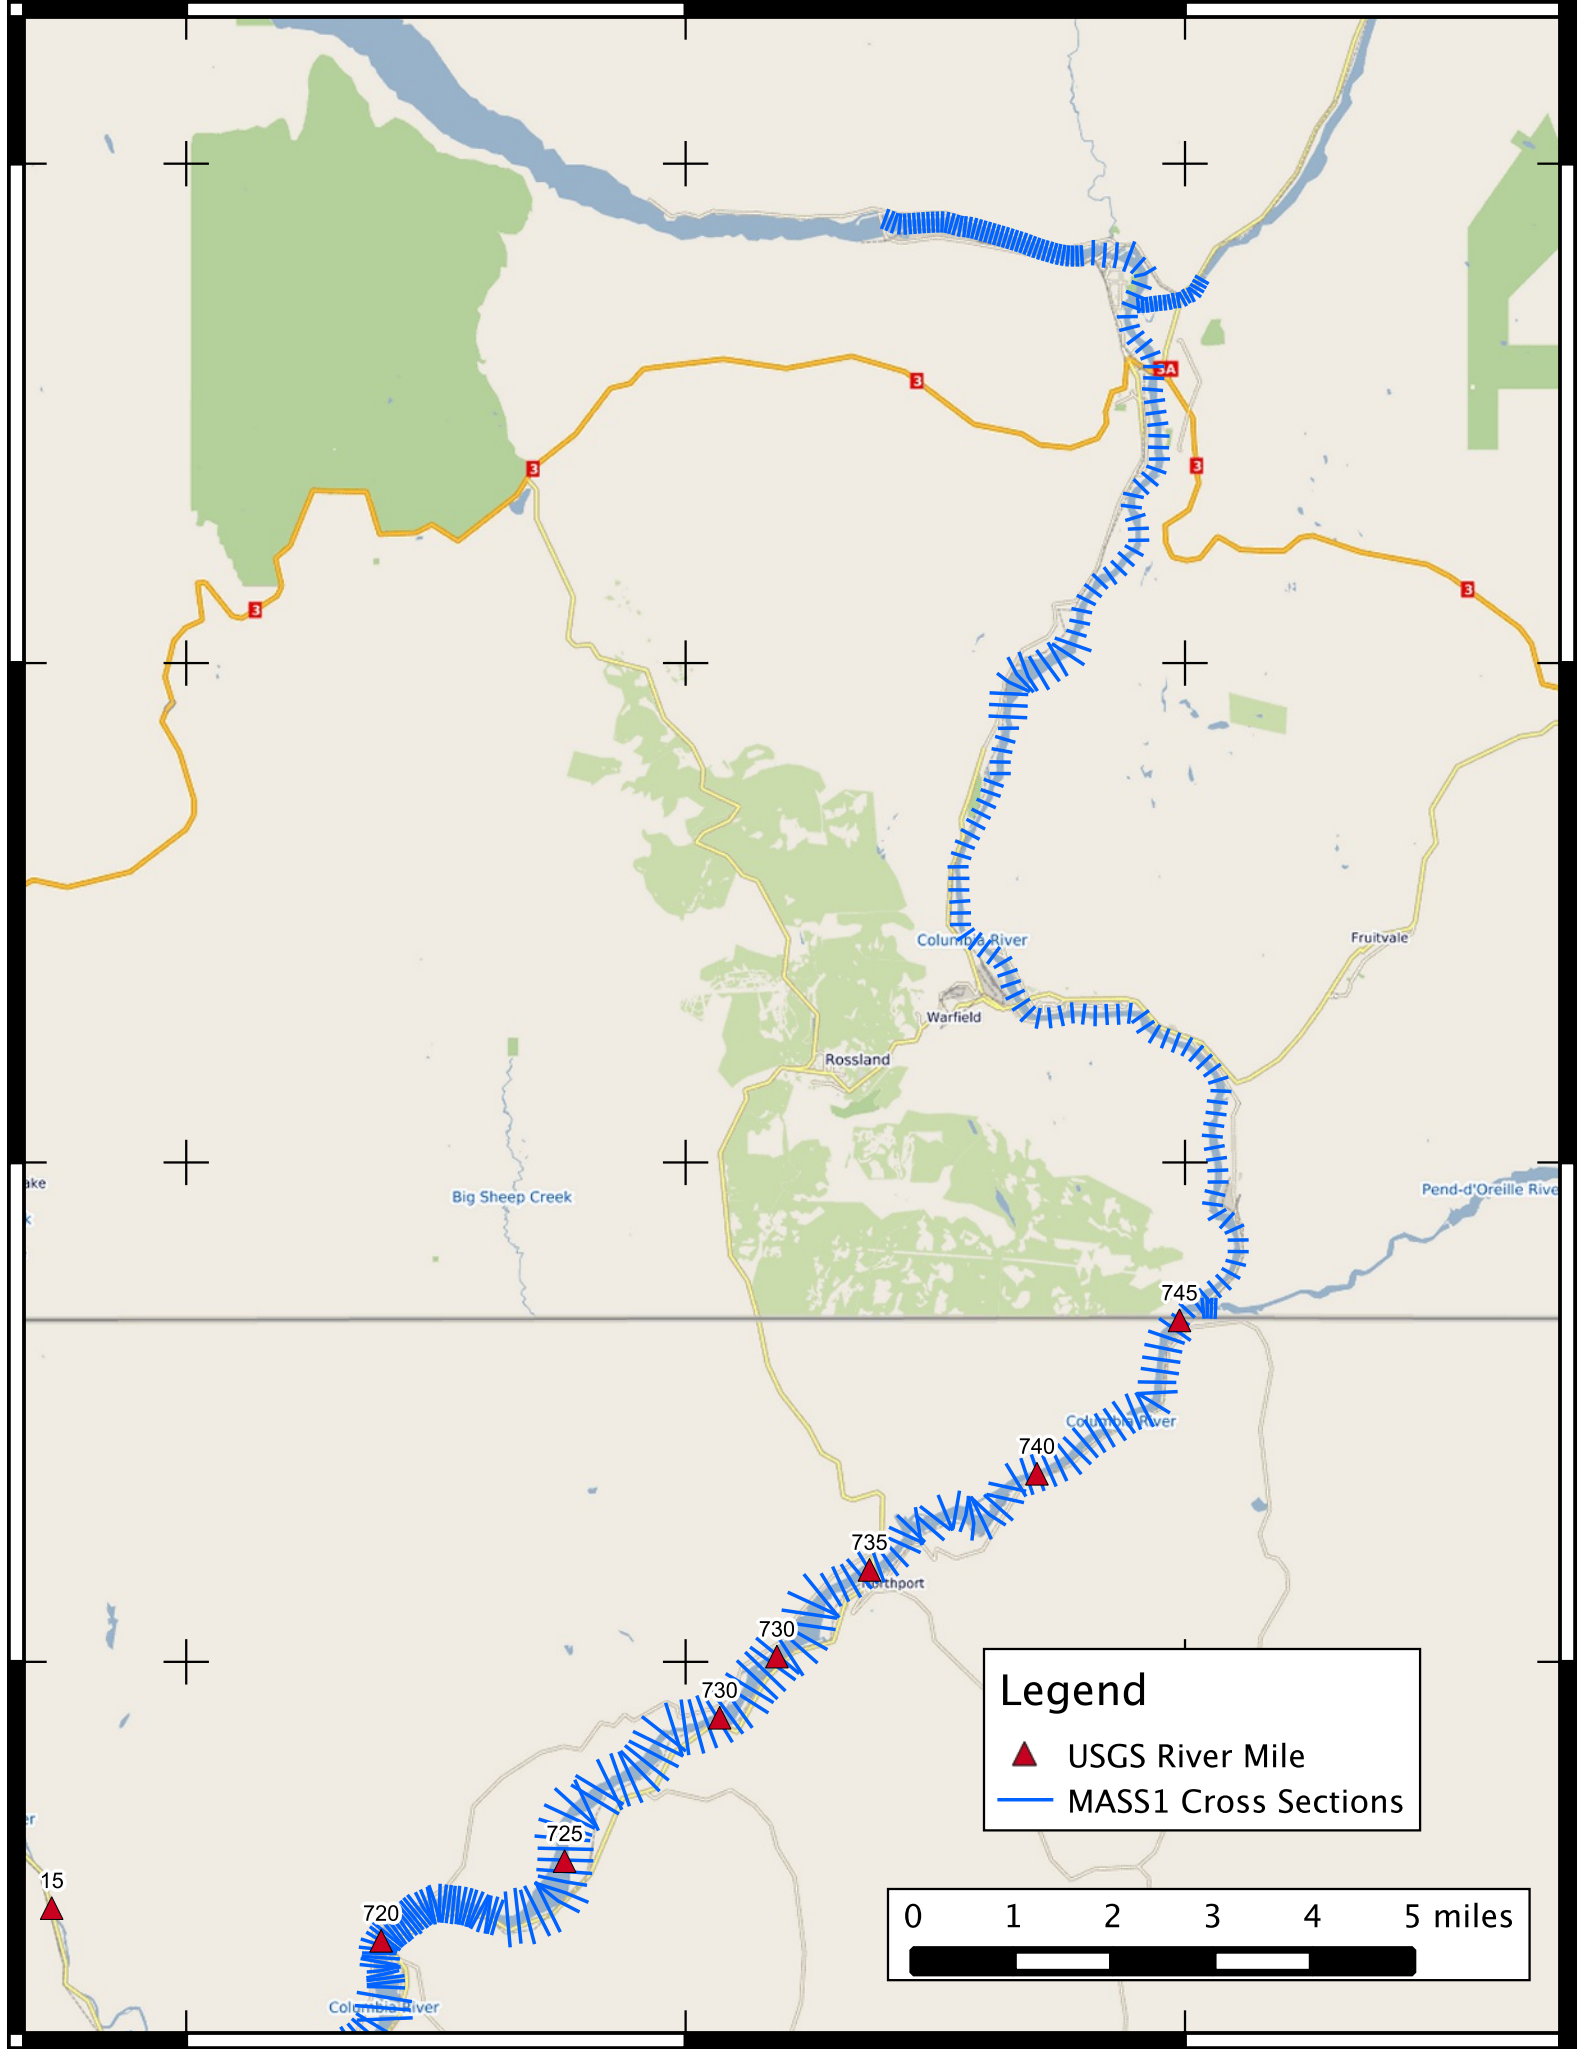 3
3A
3
3
3
3
Columbia River
Fruitvale
Warfield
Rossland
ake
Big Sheep Creek
Pend-d'Oreille Rive
k
745
Columbia River
740
735
Northport
730
730
Legend
USGS River Mile
MASS1 Cross Sections
er
725
15
720
0 1 2 3 4 5 miles
Columbia River